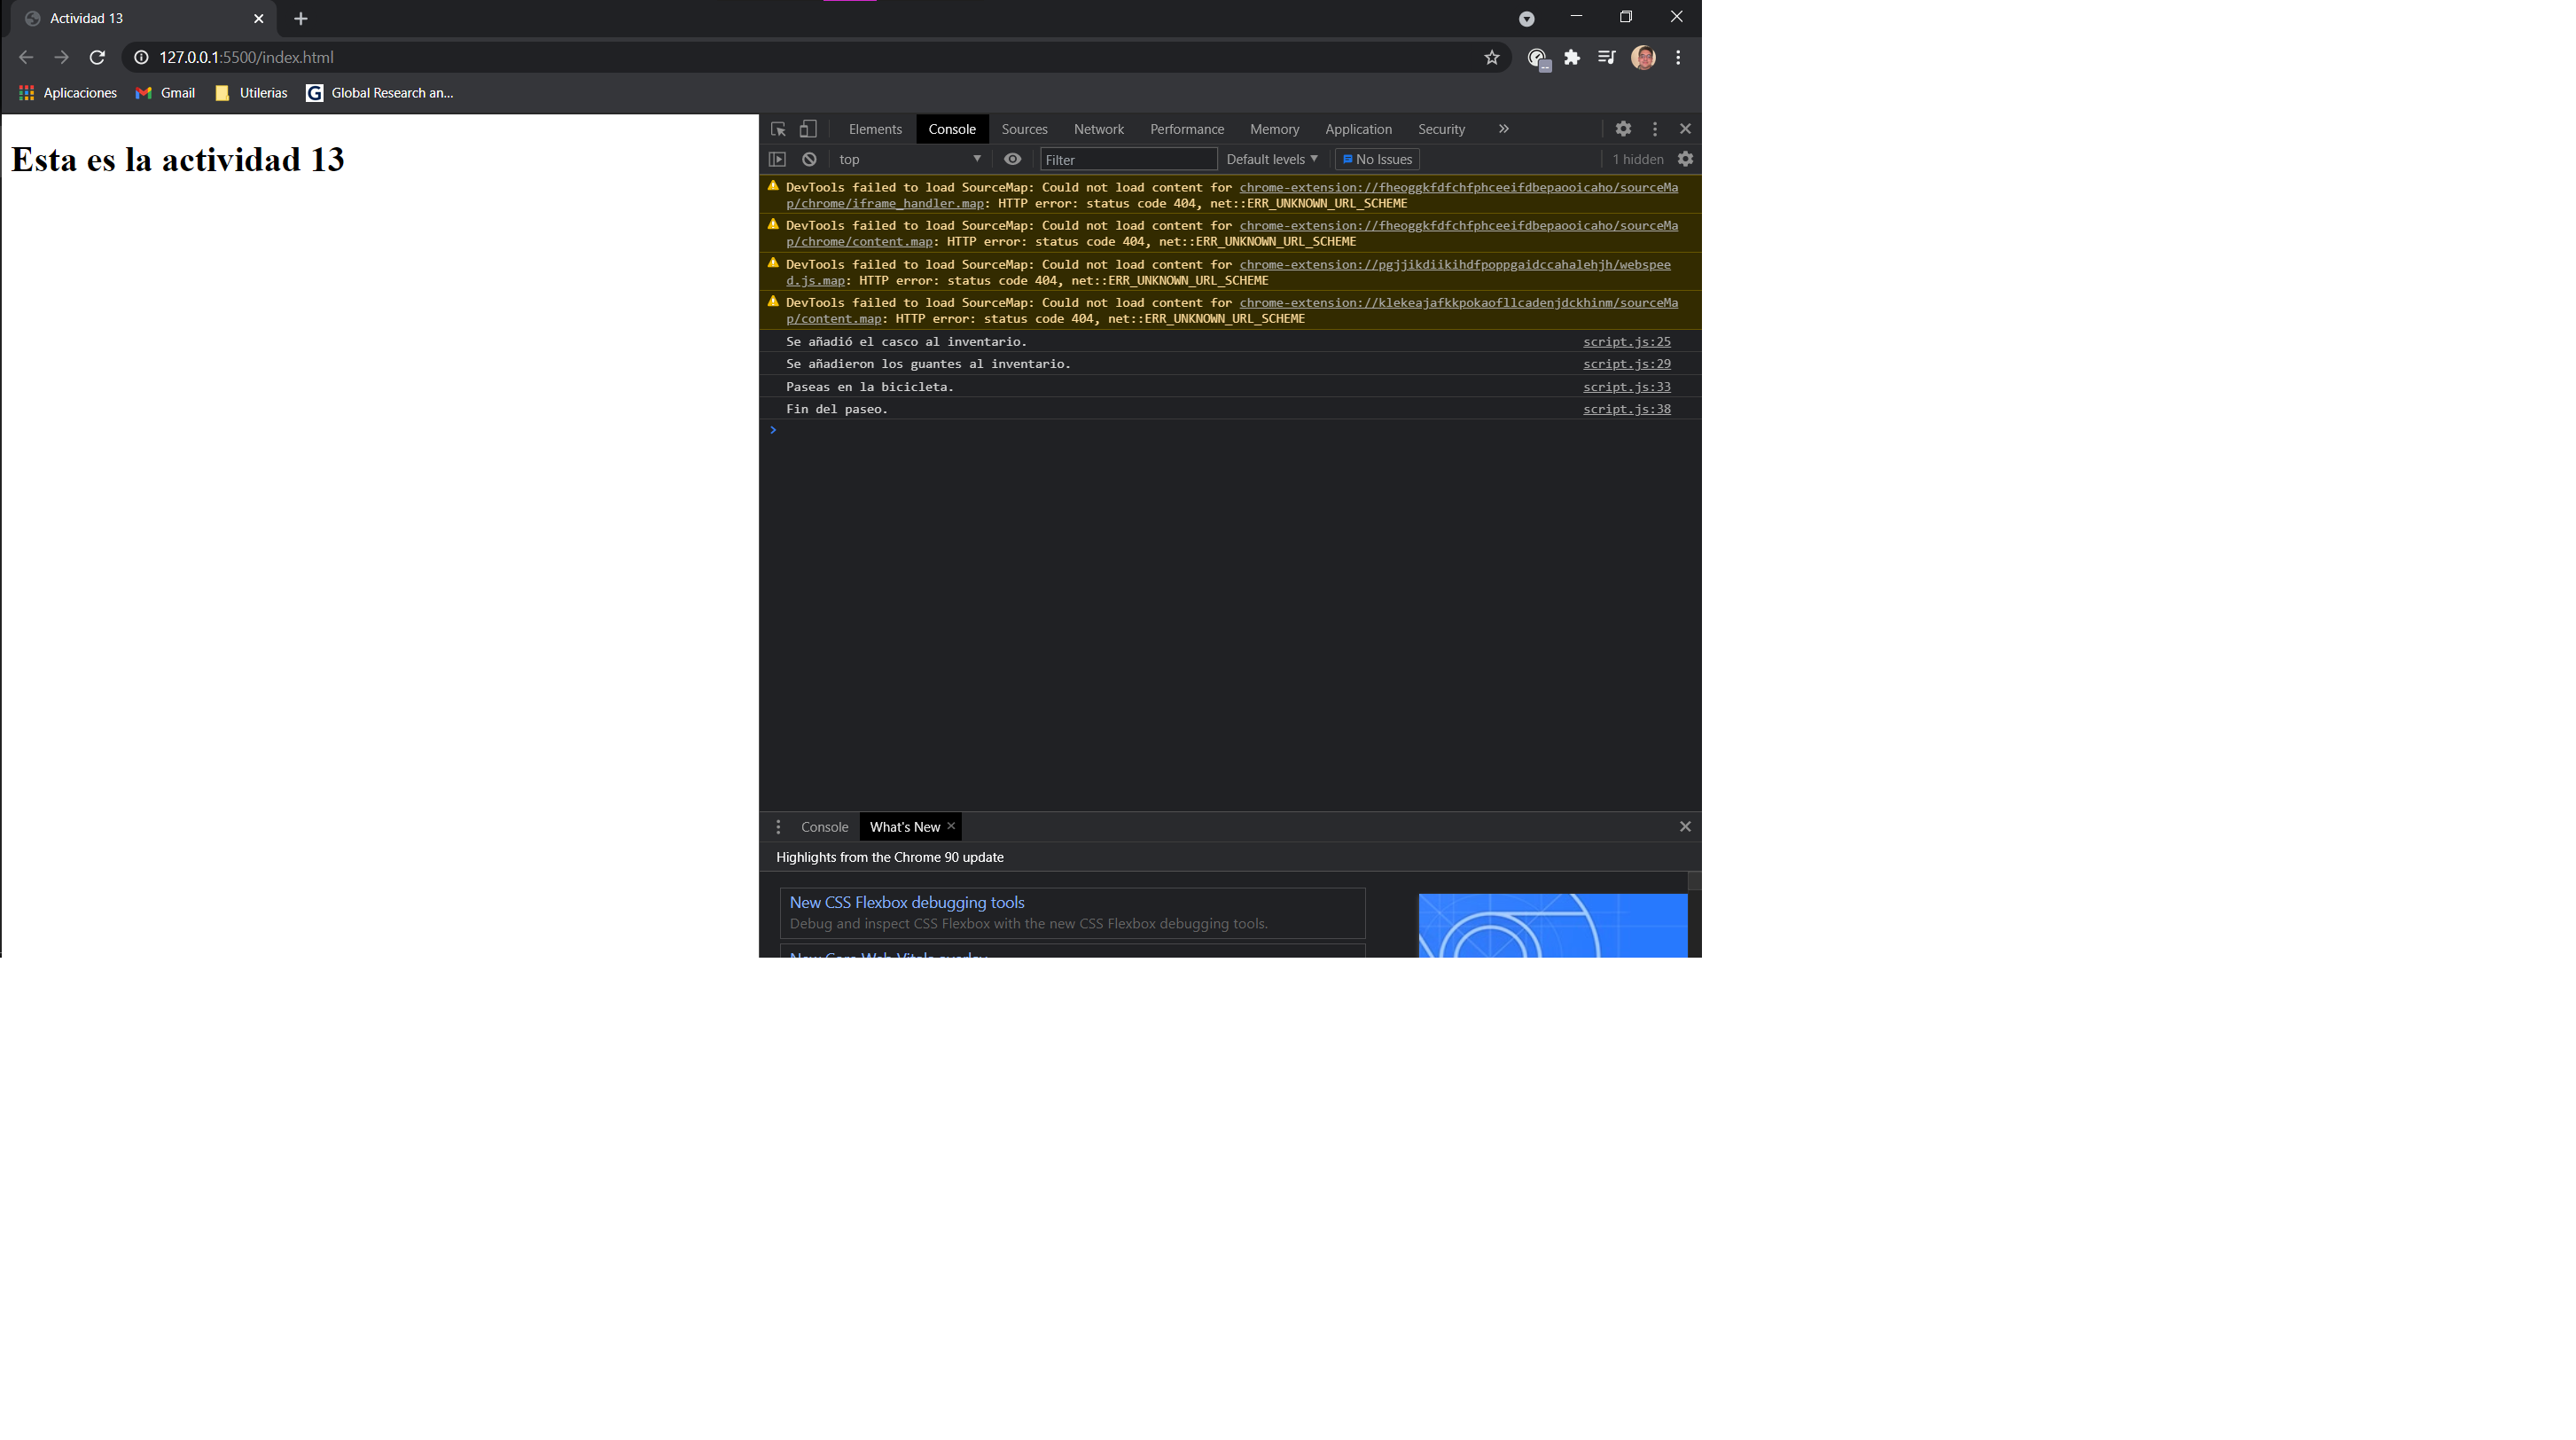 Actividad 13
127.0.0.1:5500/index.html
Aplicaciones Gmail Utilerias Global Research an...
Esta es la actividad 13
Elements Console Sources Network Performance Memory Application Security
top Filter Default levels No Issues 1 hidden
DevTools failed to load SourceMap: Could not load content for chrome-extension://fheoggkfdfchfphceeifdbepaooicaho/sourceMa
p/chrome/iframe_handler.map: HTTP error: status code 404, net::ERR_UNKNOWN_URL_SCHEME
DevTools failed to load SourceMap: Could not load content for chrome-extension://fheoggkfdfchfphceeifdbepaooicaho/sourceMa
p/chrome/content.map: HTTP error: status code 404, net::ERR_UNKNOWN_URL_SCHEME
DevTools failed to load SourceMap: Could not load content for chrome-extension://pgjjikdiikihdfpoppgaidccahalehjh/webspee
d.js.map: HTTP error: status code 404, net::ERR_UNKNOWN_URL_SCHEME
DevTools failed to load SourceMap: Could not load content for chrome-extension://klekeajafkkpokaofllcadenjdckhinm/sourceMa
p/content.map: HTTP error: status code 404, net::ERR_UNKNOWN_URL_SCHEME
Se añadió el casco al inventario. script.js:25
Se añadieron los guantes al inventario. script.js:29
Paseas en la bicicleta. script.js:33
Fin del paseo. script.js:38
Console What's New
Highlights from the Chrome 90 update
New CSS Flexbox debugging tools
Debug and inspect CSS Flexbox with the new CSS Flexbox debugging tools.
New Core Web Vitals overlay